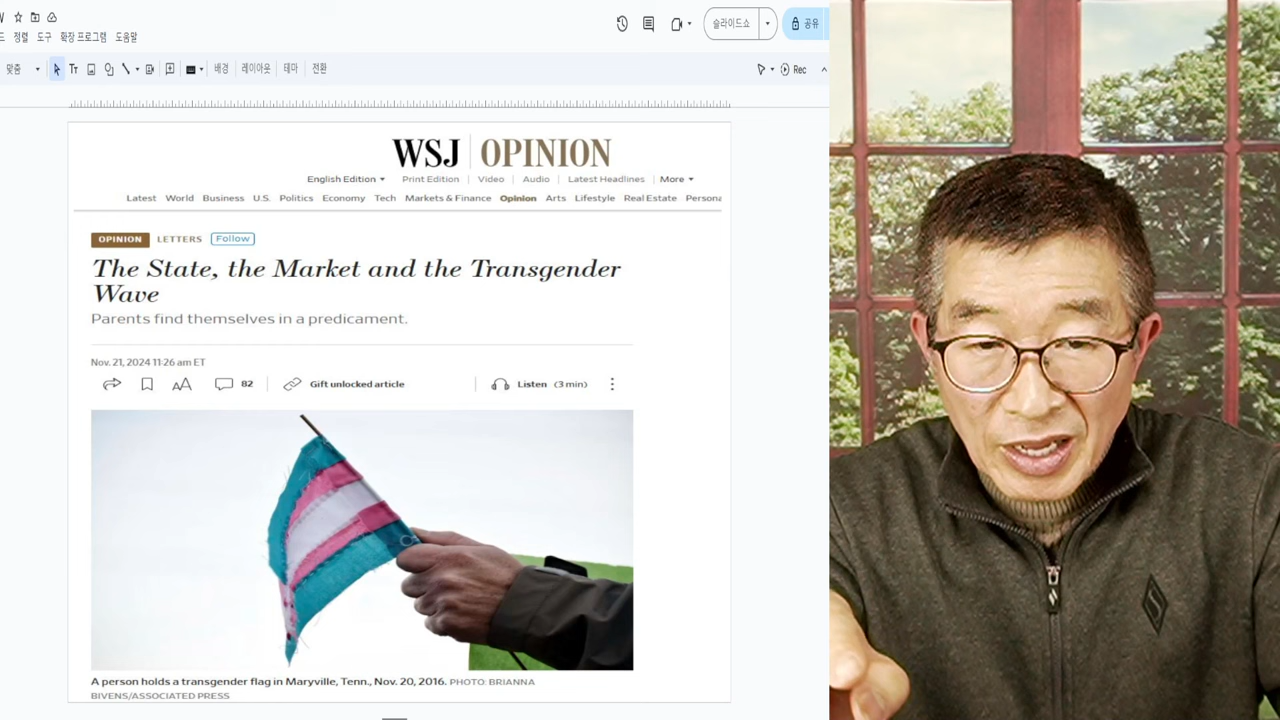 정렬 도구 확장 프로그램 도움말
슬라이드쇼
공유
맞춤
배경 레이아웃 테마 전환
Rec
WSJ OPINION
English Edition Print Edition Video Audio Latest Headlines More
Latest World Business U.S. Politics Economy Tech Markets & Finance Opinion Arts Lifestyle Real Estate Persona
OPINION LETTERS Follow
The State, the Market and the Transgender
Wave
Parents find themselves in a predicament.
Nov. 21, 2024 11:26 am ET
82 Gift unlocked article Listen (3 min)
A person holds a transgender flag in Maryville, Tenn., Nov. 20, 2016. PHOTO: BRIANNA
BIVENS/ASSOCIATED PRESS